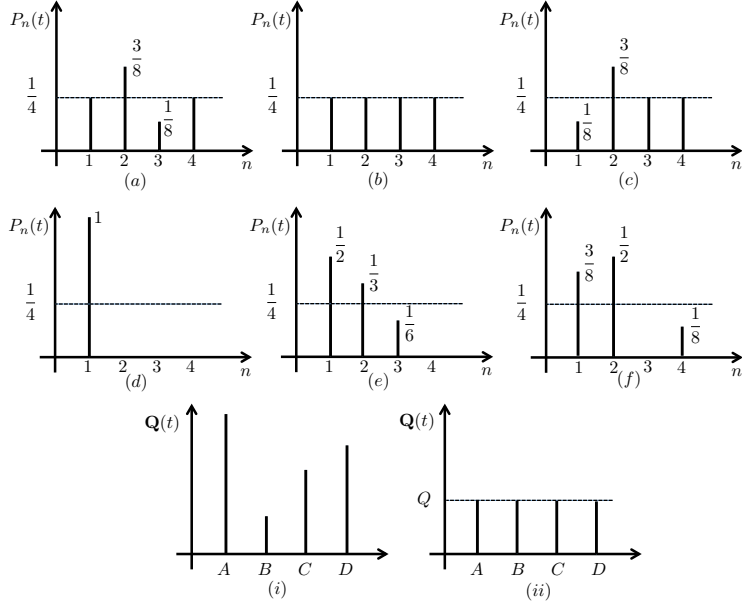 P_n(t) P_n(t) P_n(t)
3/8 3/8
1/4 1/8 1/4 1/4 1/8
1 2 3 4 n 1 2 3 4 n 1 2 3 4 n
(a) (b) (c)
P_n(t) 1 P_n(t) 1/2 P_n(t) 1/2
1/3 3/8
1/4 1/4 1/6 1/4 1/8
1 2 3 4 n 1 2 3 4 n 1 2 3 4 n
(d) (e) (f)
Q(t) Q(t)
Q
A B C D A B C D
(i) (ii)